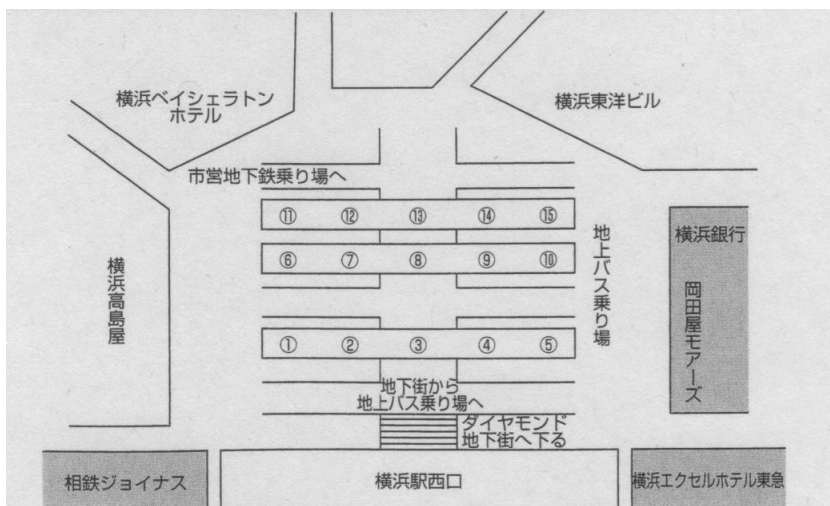 横浜ベイシェラトン
ホテル
横浜東洋ビル
市営地下鉄乗り場へ
⑪ ⑫ ⑬ ⑭ ⑮
⑥ ⑦ ⑧ ⑨ ⑩
① ② ③ ④ ⑤
地上バス乗り場
横浜高島屋
横浜銀行
岡田屋モアーズ
地下街から
地上バス乗り場へ
ダイヤモンド
地下街へ下る
相鉄ジョイナス
横浜駅西口
横浜エクセルホテル東急